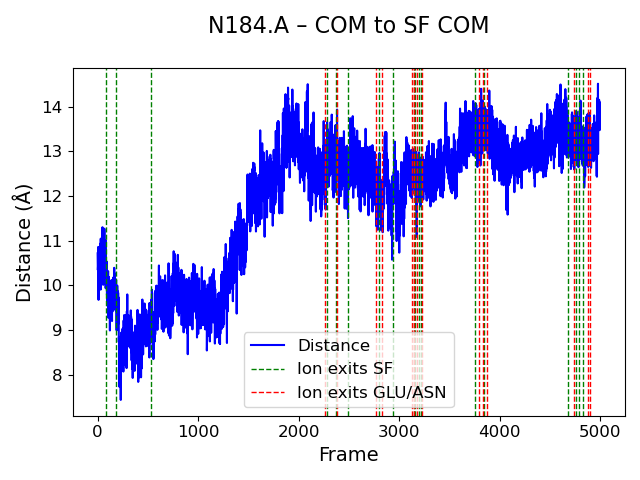 N184.A – COM to SF COM
Distance (Å)
14
13
12
11
10
9
8
Distance
Ion exits SF
Ion exits GLU/ASN
0
1000
2000
3000
4000
5000
Frame